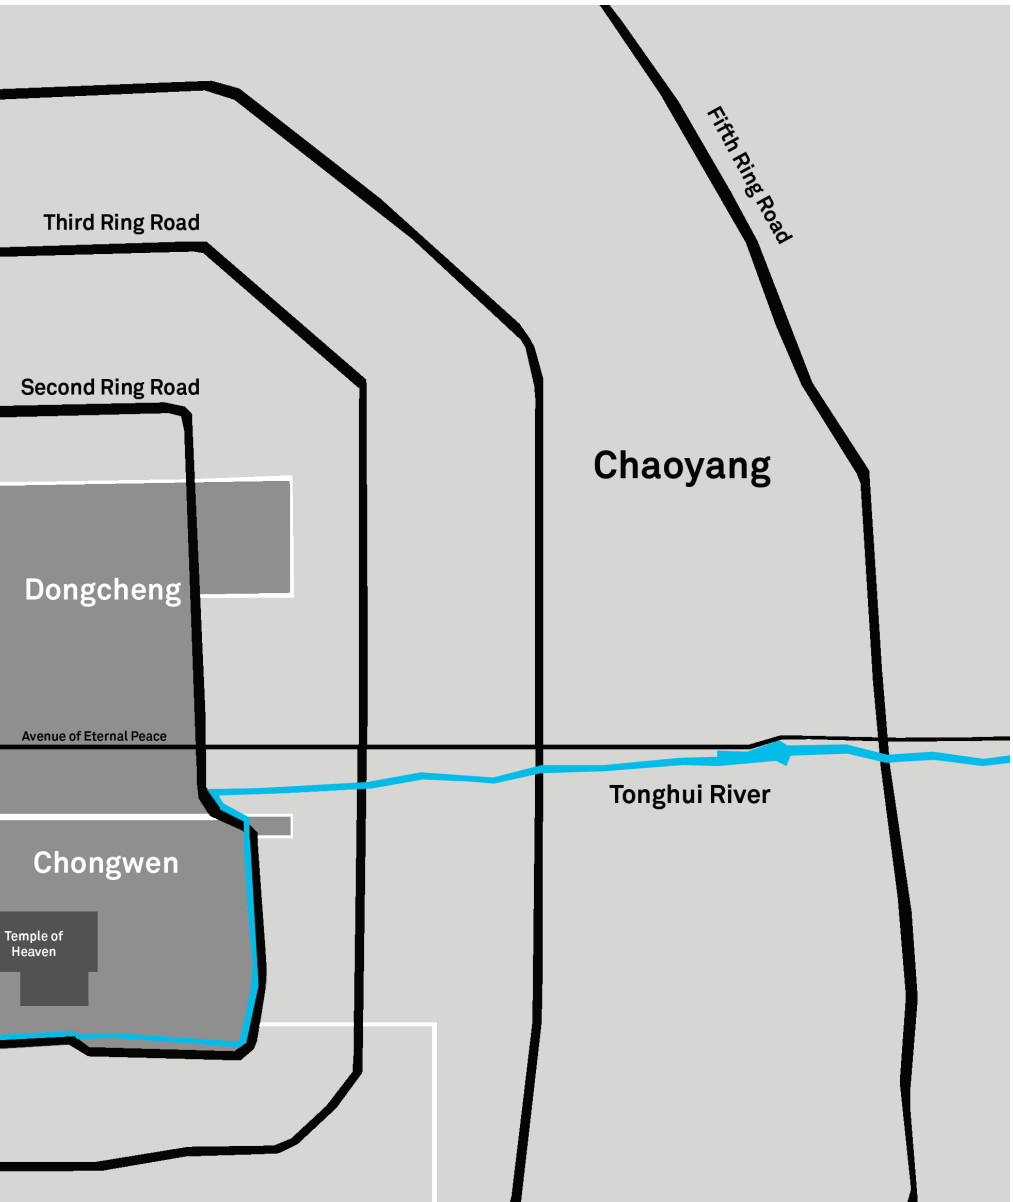 Fifth Ring Road
Third Ring Road
Second Ring Road
Chaoyang
Dongcheng
Avenue of Eternal Peace
Tonghui River
Chongwen
Temple of
Heaven